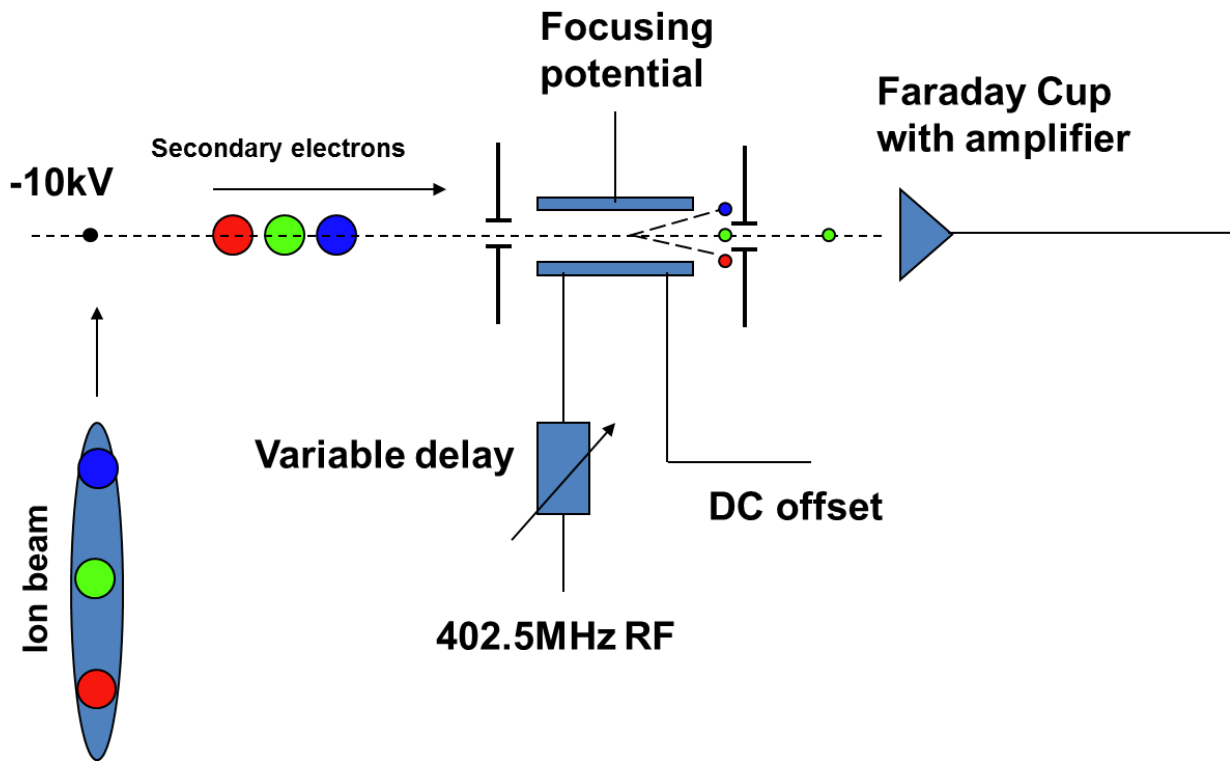 Focusing
potential
Faraday Cup
with amplifier
Secondary electrons
-10kV
Variable delay
DC offset
Ion beam
402.5MHz RF